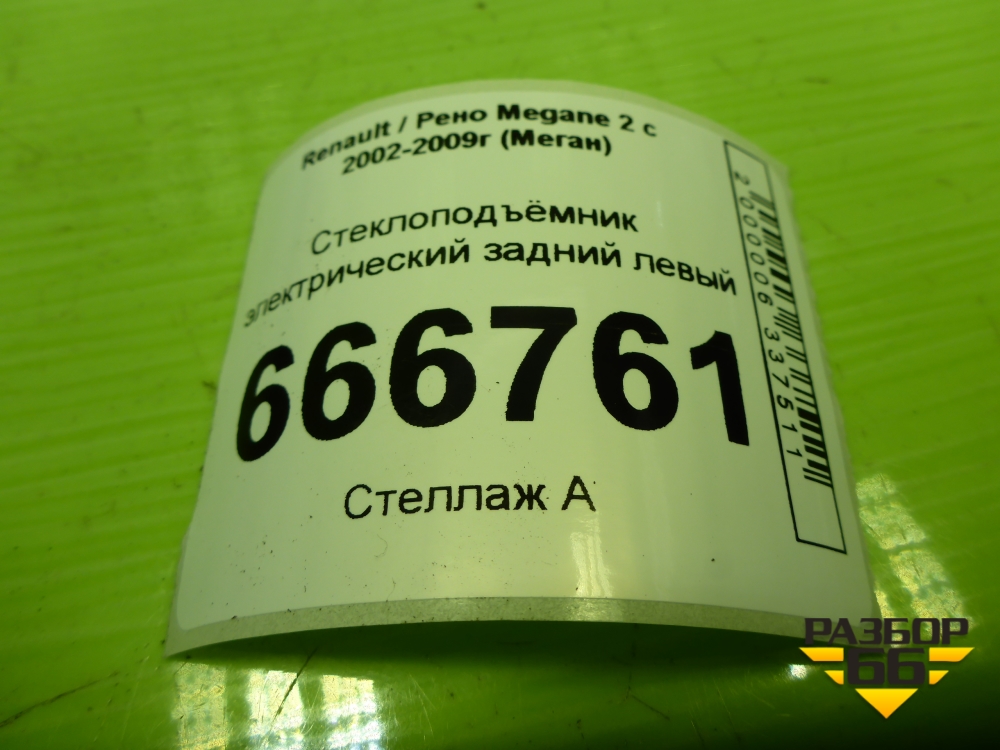 Renault / Рено Megane 2 с
2002-2009г (Меган)
Стеклоподъёмник
электрический задний левый
666761
Стеллаж А
2000006337511
РАЗБОР
66